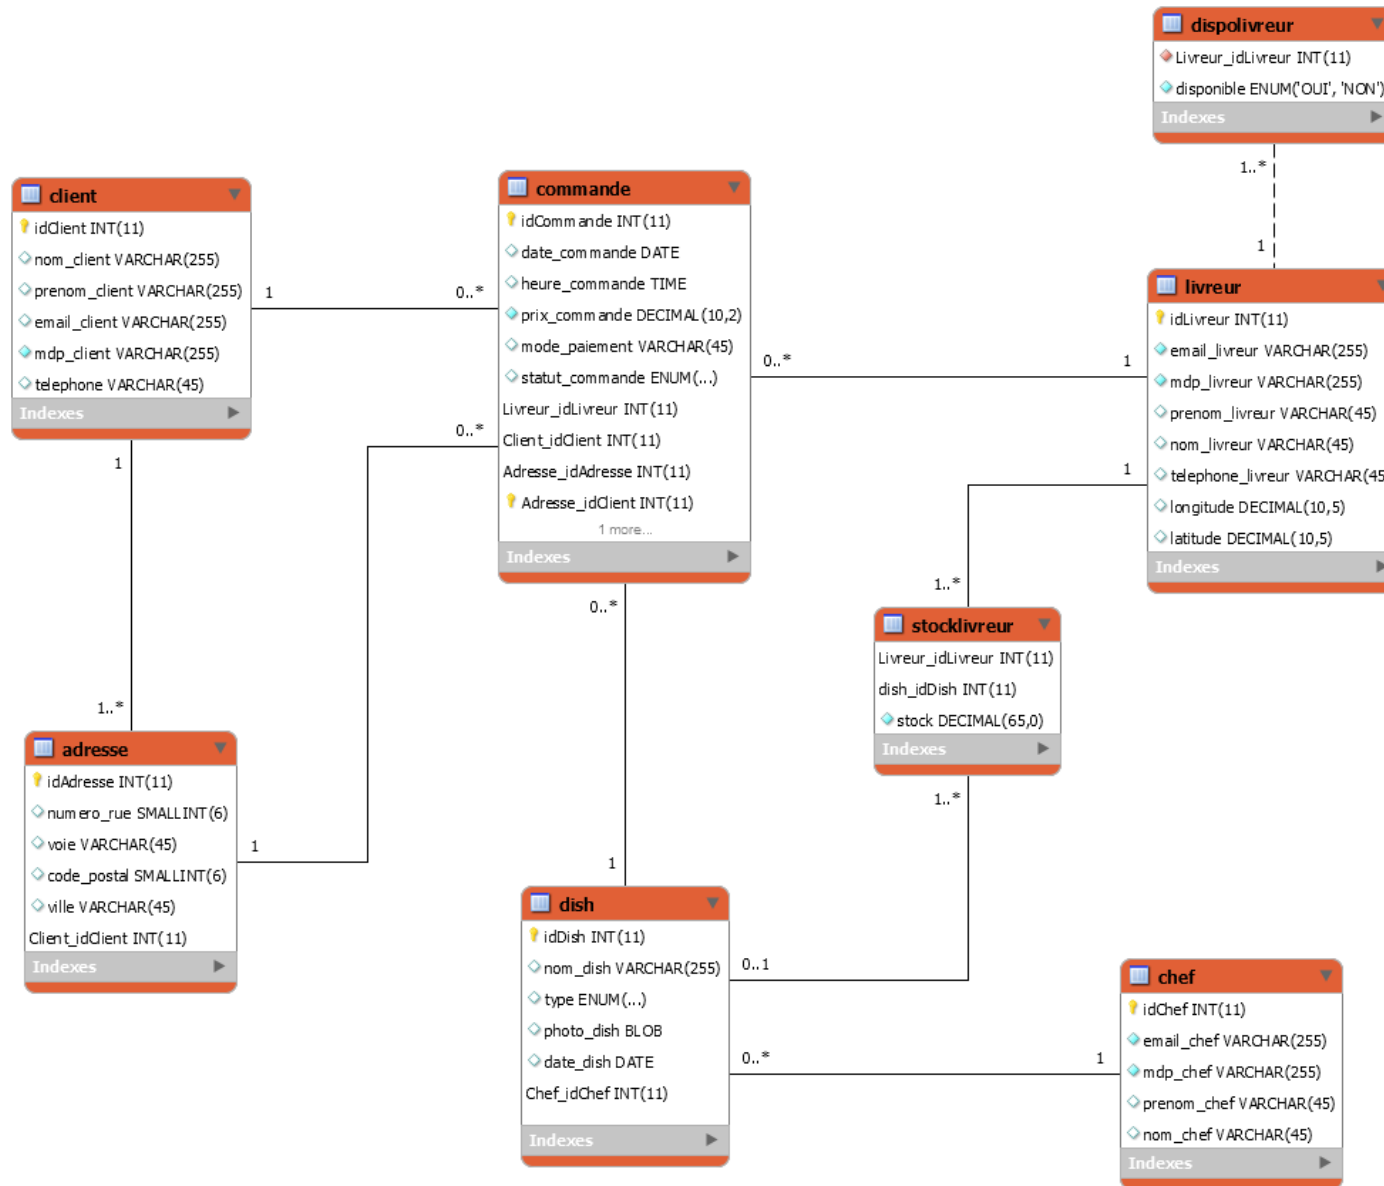 dispolivreur
Livreur_idLivreur INT(11)
disponible ENUM('OUI', 'NON')
Indexes
1..*
1
client
idClient INT(11)
nom_client VARCHAR(255)
prenom_client VARCHAR(255)
email_client VARCHAR(255)
mdp_client VARCHAR(255)
telephone VARCHAR(45)
Indexes
1
0..*
1
1..*
commande
idCommande INT(11)
date_commande DATE
heure_commande TIME
prix_commande DECIMAL(10,2)
mode_paiement VARCHAR(45)
statut_commande ENUM(...)
Livreur_idLivreur INT(11)
Client_idClient INT(11)
Adresse_idAdresse INT(11)
Adresse_idClient INT(11)
1 more...
Indexes
0..*
0..*
1
0..*
1
livreur
idLivreur INT(11)
email_livreur VARCHAR(255)
mdp_livreur VARCHAR(255)
prenom_livreur VARCHAR(45)
nom_livreur VARCHAR(45)
telephone_livreur VARCHAR(45
longitude DECIMAL(10,5)
latitude DECIMAL(10,5)
Indexes
1
1..*
stocklivreur
Livreur_idLivreur INT(11)
dish_idDish INT(11)
stock DECIMAL(65,0)
Indexes
1..*
adresse
idAdresse INT(11)
numero_rue SMALLINT(6)
voie VARCHAR(45)
code_postal SMALLINT(6)
ville VARCHAR(45)
Client_idClient INT(11)
Indexes
1
dish
idDish INT(11)
nom_dish VARCHAR(255)
type ENUM(...)
photo_dish BLOB
date_dish DATE
Chef_idChef INT(11)
Indexes
0..1
0..*
1
chef
idChef INT(11)
email_chef VARCHAR(255)
mdp_chef VARCHAR(255)
prenom_chef VARCHAR(45)
nom_chef VARCHAR(45)
Indexes